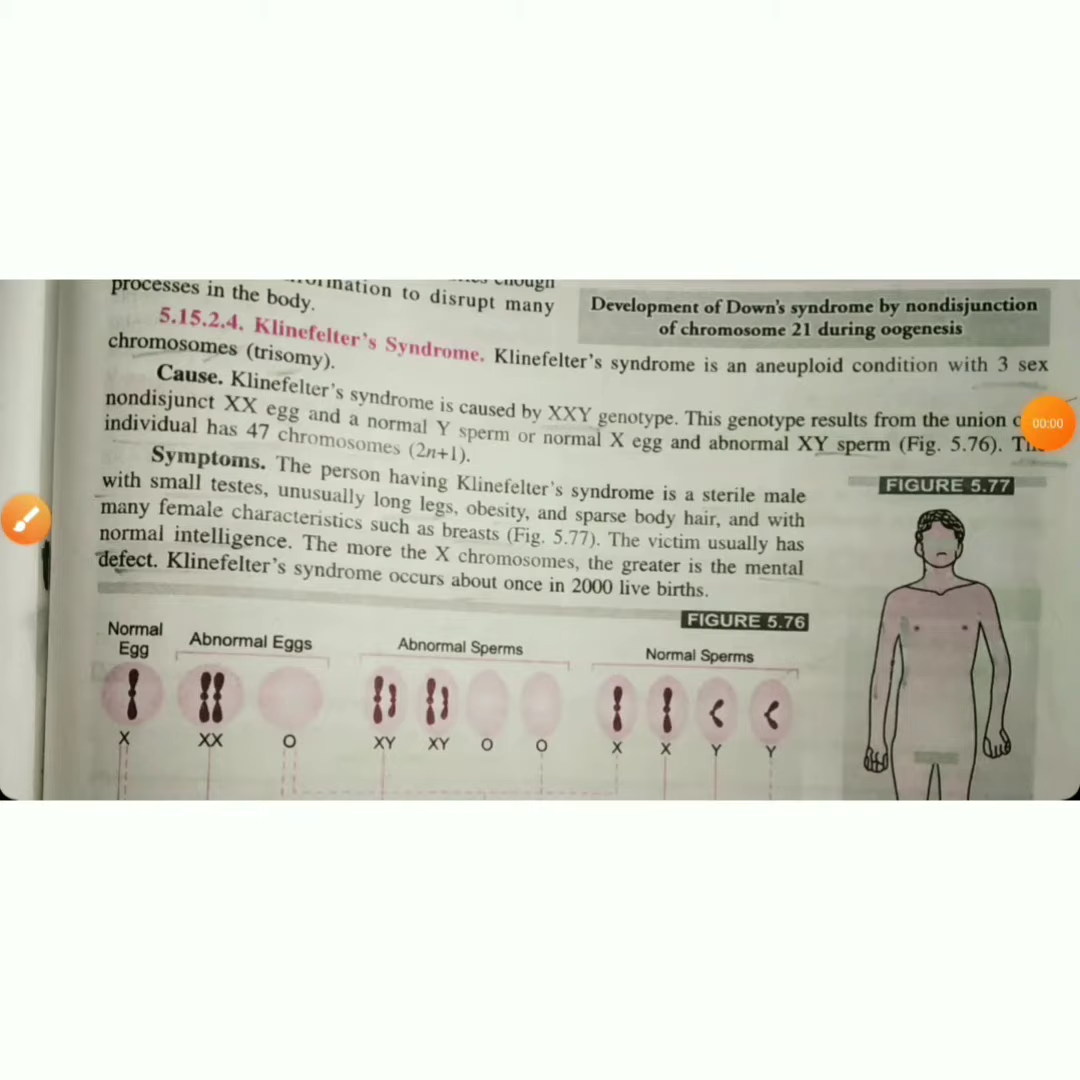 processes in the body.
to disrupt many
Development of Down's syndrome by nondisjunction
of chromosome 21 during oogenesis
5.15.2.4. Klinefelter's Syndrome. Klinefelter's syndrome is an aneuploid condition with 3 sex
chromosomes (trisomy).
Cause. Klinefelter's syndrome is caused by XXY genotype. This genotype results from the union
nondisjunct XX egg and a normal Y sperm or normal X egg and abnormal XY sperm (Fig. 5.76).
individual has 47 chromosomes (2n+1).
Symptoms. The person having Klinefelter's syndrome is a sterile male
with small testes, unusually long legs, obesity, and sparse body hair, and with
many female characteristics such as breasts (Fig. 5.77). The victim usually has
normal intelligence. The more the X chromosomes, the greater is the mental
defect. Klinefelter's syndrome occurs about once in 2000 live births.
00:00
FIGURE 5.77
FIGURE 5.76
Normal
Egg
Abnormal Eggs
Abnormal Sperms
Normal Sperms
X XX O XY XY O O X X Y Y